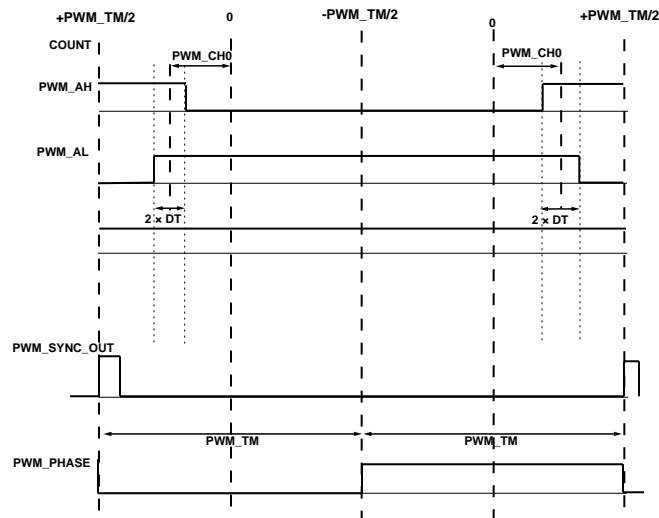 +PWM_TM/2 0 -PWM_TM/2 0 +PWM_TM/2
COUNT
PWM_CH0 PWM_CH0
PWM_AH
PWM_AL
2 × DT 2 × DT
PWM_SYNC_OUT
PWM_TM PWM_TM
PWM_PHASE